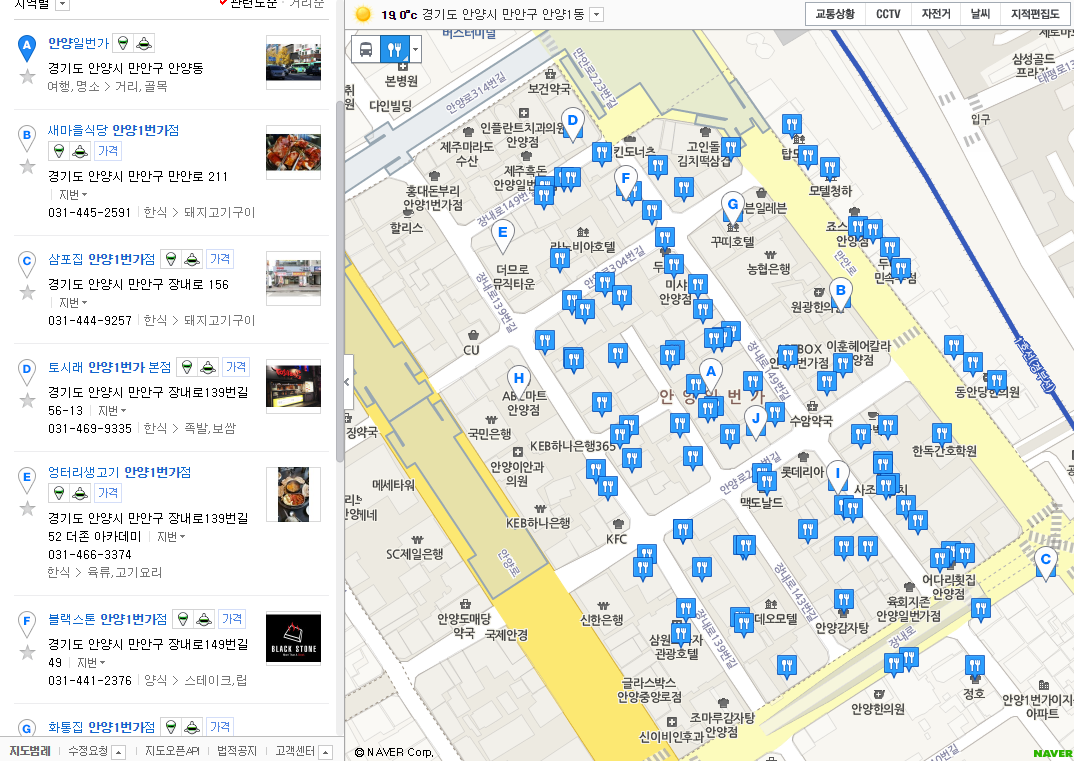 지역별
관련도순 · 거리순
A
안양일번가
경기도 안양시 만안구 안양동
여행,명소 > 거리, 골목
B
새마을식당 안양1번가점
가격
경기도 안양시 만안구 만안로 211
지번
031-445-2591 한식 > 돼지고기구이
C
삼포집 안양1번가점 가격
경기도 안양시 만안구 장내로 156
지번
031-444-9257 한식 > 돼지고기구이
D
토시래 안양1번가 본점 가격
경기도 안양시 만안구 장내로139번길
56-13 지번
031-469-9335 한식 > 족발,보쌈
E
엉터리생고기 안양1번가점
가격
경기도 안양시 만안구 장내로139번길
52 더존 아카데미 지번
031-466-3374
한식 > 육류,고기요리
F
블랙스톤 안양1번가점 가격
경기도 안양시 만안구 장내로149번길
49 지번
031-441-2376 양식 > 스테이크,립
BLACK STONE
G
화통집 안양1번가점 가격
지도범례 수정요청 지도오픈API 법적공지 고객센터
19.0℃ 경기도 안양시 만안구 안양1동
교통상황 CCTV 자전거 날씨 지적편집도
버스터미널
본병원
다인빌딩
안양로314번길
보건약국
만안로223번길
인플란트치과의원
안양점
D
제주미라도
수산
제주흑돈
안양일번
킨도너츠
고인돌
김치떡삼겹
홍대돈부리
안양1번가점
할리스
장내로149번길
F
E
G
더므로
뮤직타운
라노비아호텔
안양로304번길
꾸띠호텔
농협은행
모텔청하
만안로
B
원광한의
미샤
안양점
장내로139번길
CU
H
안양점
국민은행
KEB하나은행365
안양이안과
의원
A
안양일번가
J
장내로149번길
이훈헤어칼라
수암약국
롯데리아
I
맥도날드
한독간호학원
동안당한의원
1호선(경부선)
입구
삼성골드
태평로
메세타워
KEB하나은행
SC제일은행
KFC
안양로
안양도매당
약국
국제안경
신한은행
관광호텔
글라스박스
안양중앙로점
조마루감자탕
안양점
신이비인후과
장내로139번길
장내로143번길
데오모텔
안양감자탕
육회지존
안양일번가점
어다리횟집
안양점
C
장내로
안양한의원
정호
안양1번가이지
아파트
© NAVER Corp.
NAVER